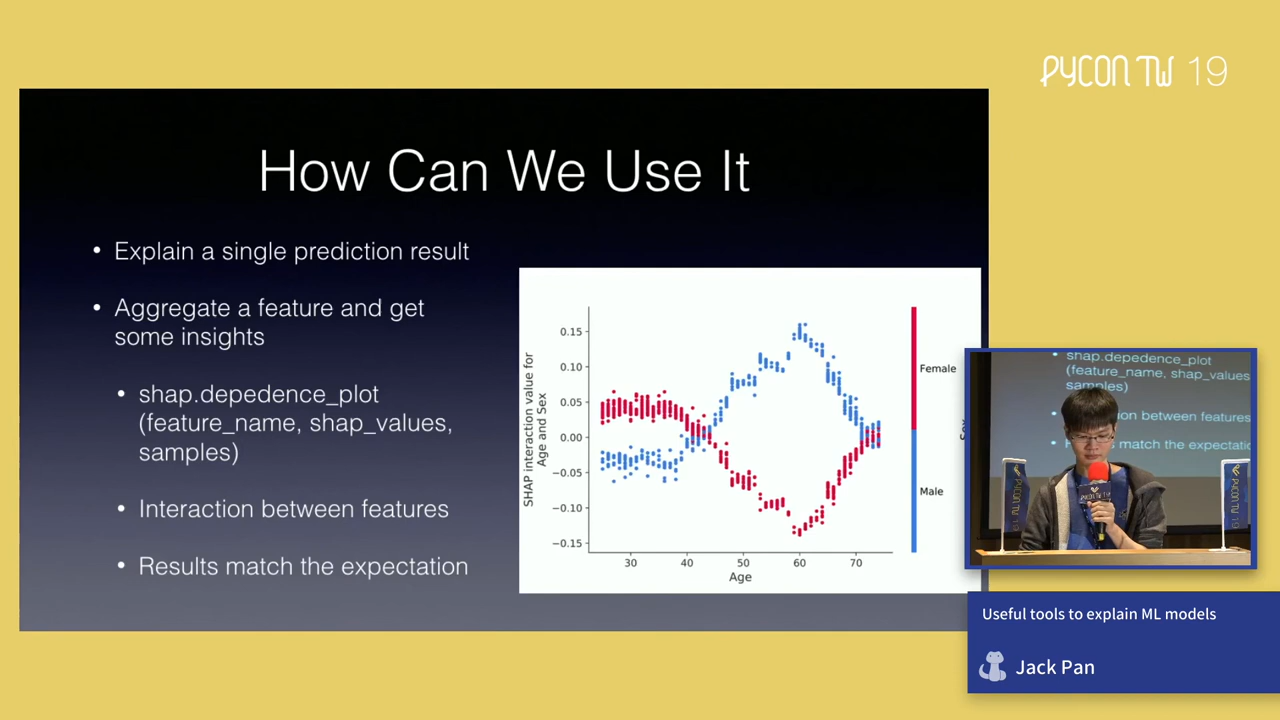 PYCON TW 19
How Can We Use It
• Explain a single prediction result
• Aggregate a feature and get
some insights
• shap.depedence_plot
(feature_name, shap_values,
samples)
• Interaction between features
• Results match the expectation
SHAP interaction value for
Age and Sex
0.15
0.10
0.05
0.00
−0.05
−0.10
−0.15
30
40
50
60
70
Age
Female
Male
shap.depedence_plot
(feature_name, shap_values
samples)
ion between features
match the expectatio
PYCON TW 19
Useful tools to explain ML models
Jack Pan